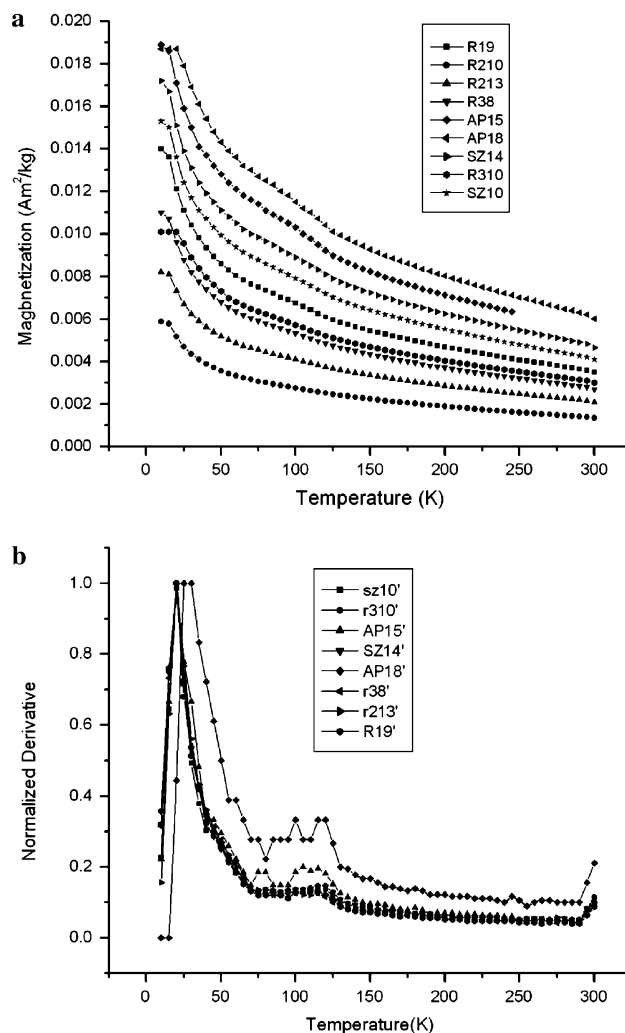 a
0.020
0.018
0.016
0.014
0.012
0.010
0.008
0.006
0.004
0.002
0.000
Magbnetization (Am²/kg)
R19
R210
R213
R38
AP15
AP18
SZ14
R310
SZ10
0 50 100 150 200 250 300
Temperature (K)
b
1.0
0.8
0.6
0.4
0.2
0.0
Normalized Derivative
sz10'
r310'
AP15'
SZ14'
AP18'
r38'
r213'
R19'
0 50 100 150 200 250 300
Temperature(K)